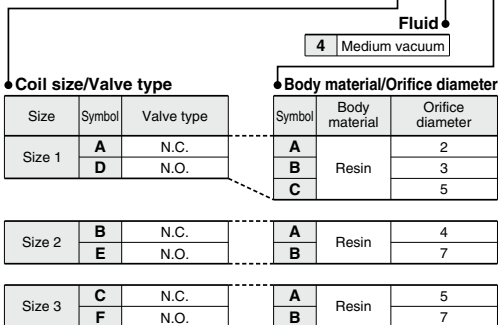 Fluid
4 Medium vacuum
Coil size/Valve type
Size Symbol Valve type
Size 1 A N.C.
D N.O.
Body material/Orifice diameter
Symbol Body material Orifice diameter
A Resin 2
B 3
C 5
Size 2 B N.C.
E N.O.
A Resin 4
B 7
Size 3 C N.C.
F N.O.
A Resin 5
B 7